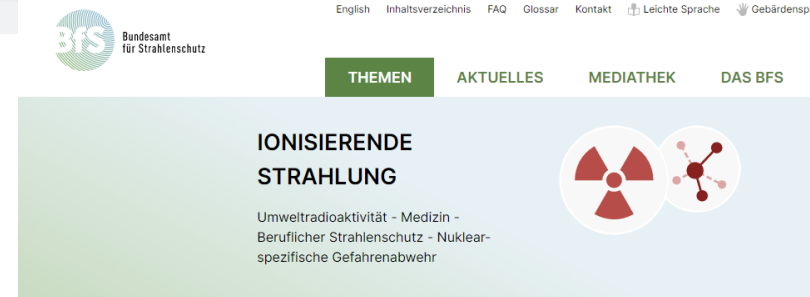 English Inhaltsverzeichnis FAQ Glossar Kontakt Leichte Sprache Gebärdensp
BfS
Bundesamt
für Strahlenschutz
THEMEN AKTUELLES MEDIATHEK DAS BFS
IONISIERENDE
STRAHLUNG
Umweltradioaktivität - Medizin -
Beruflicher Strahlenschutz - Nuklear-
spezifische Gefahrenabwehr